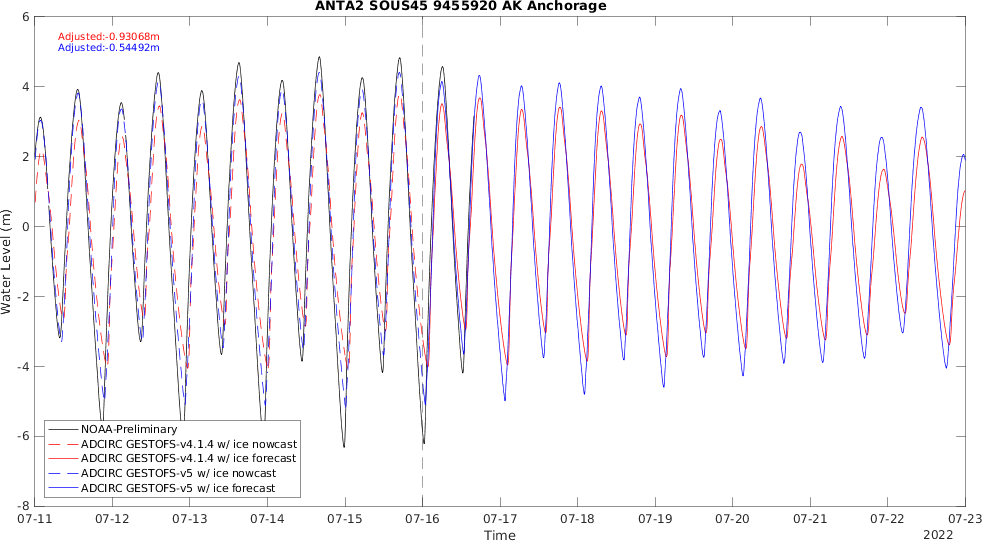 ANTA2 SOUS45 9455920 AK Anchorage
Adjusted:-0.93068m
Adjusted:-0.54492m
6
4
2
0
-2
-4
-6
-8
Water Level (m)
NOAA-Preliminary
ADCIRC GESTOFS-v4.1.4 w/ ice nowcast
ADCIRC GESTOFS-v4.1.4 w/ ice forecast
ADCIRC GESTOFS-v5 w/ ice nowcast
ADCIRC GESTOFS-v5 w/ ice forecast
07-11 07-12 07-13 07-14 07-15 07-16 07-17 07-18 07-19 07-20 07-21 07-22 07-23
Time
2022